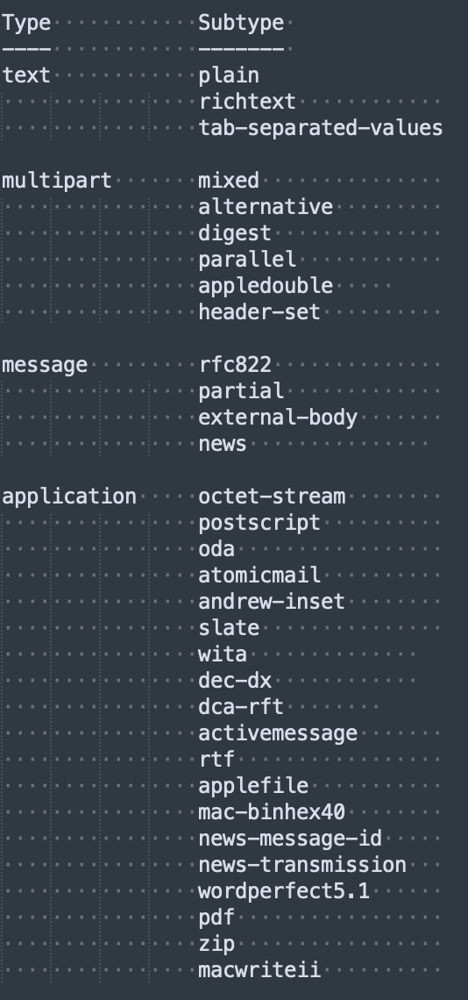 Type            Subtype
----            -------
text            plain
                richtext
                tab-separated-values

multipart       mixed
                alternative
                digest
                parallel
                appledouble
                header-set

message         rfc822
                partial
                external-body
                news

application     octet-stream
                postscript
                oda
                atomicmail
                andrew-inset
                slate
                wita
                dec-dx
                dca-rft
                activemessage
                rtf
                applefile
                mac-binhex40
                news-message-id
                news-transmission
                wordperfect5.1
                pdf
                zip
                macwriteii